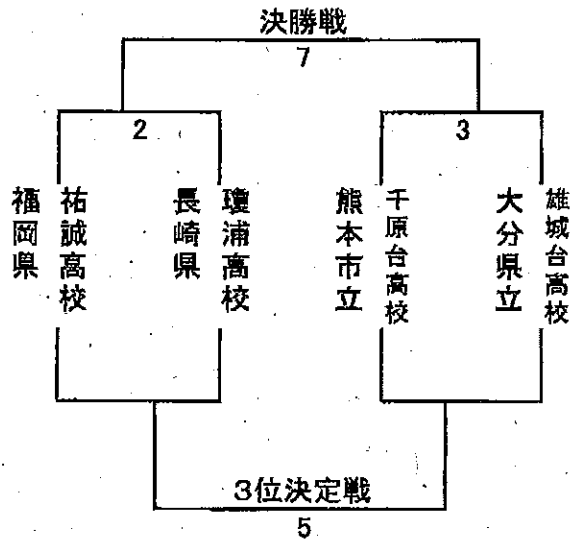 決勝戦
7
2
3
福岡県
祐誠高校
長崎県
瓊浦高校
熊本市立
千原台高校
大分県立
雄城台高校
3位決定戦
5